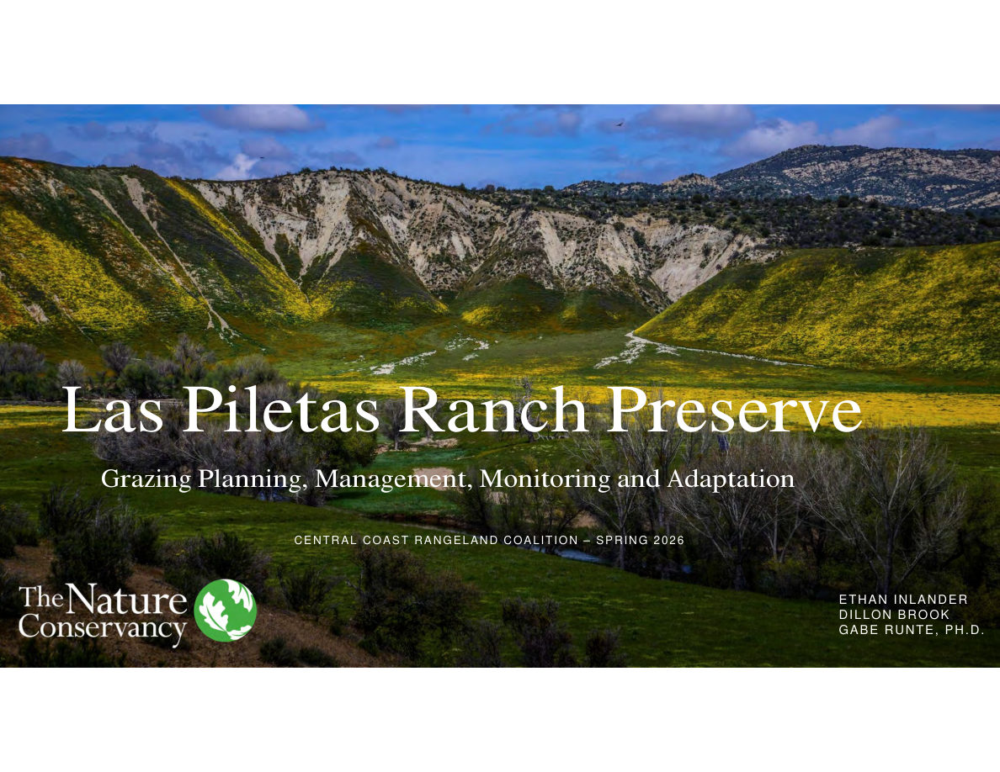 Las Piletas Ranch Preserve
Grazing Planning, Management, Monitoring and Adaptation
CENTRAL COAST RANGELAND COALITION – SPRING 2026
The Nature
Conservancy
ETHAN INLANDER
DILLON BROOK
GABE RUNTE, PH.D.